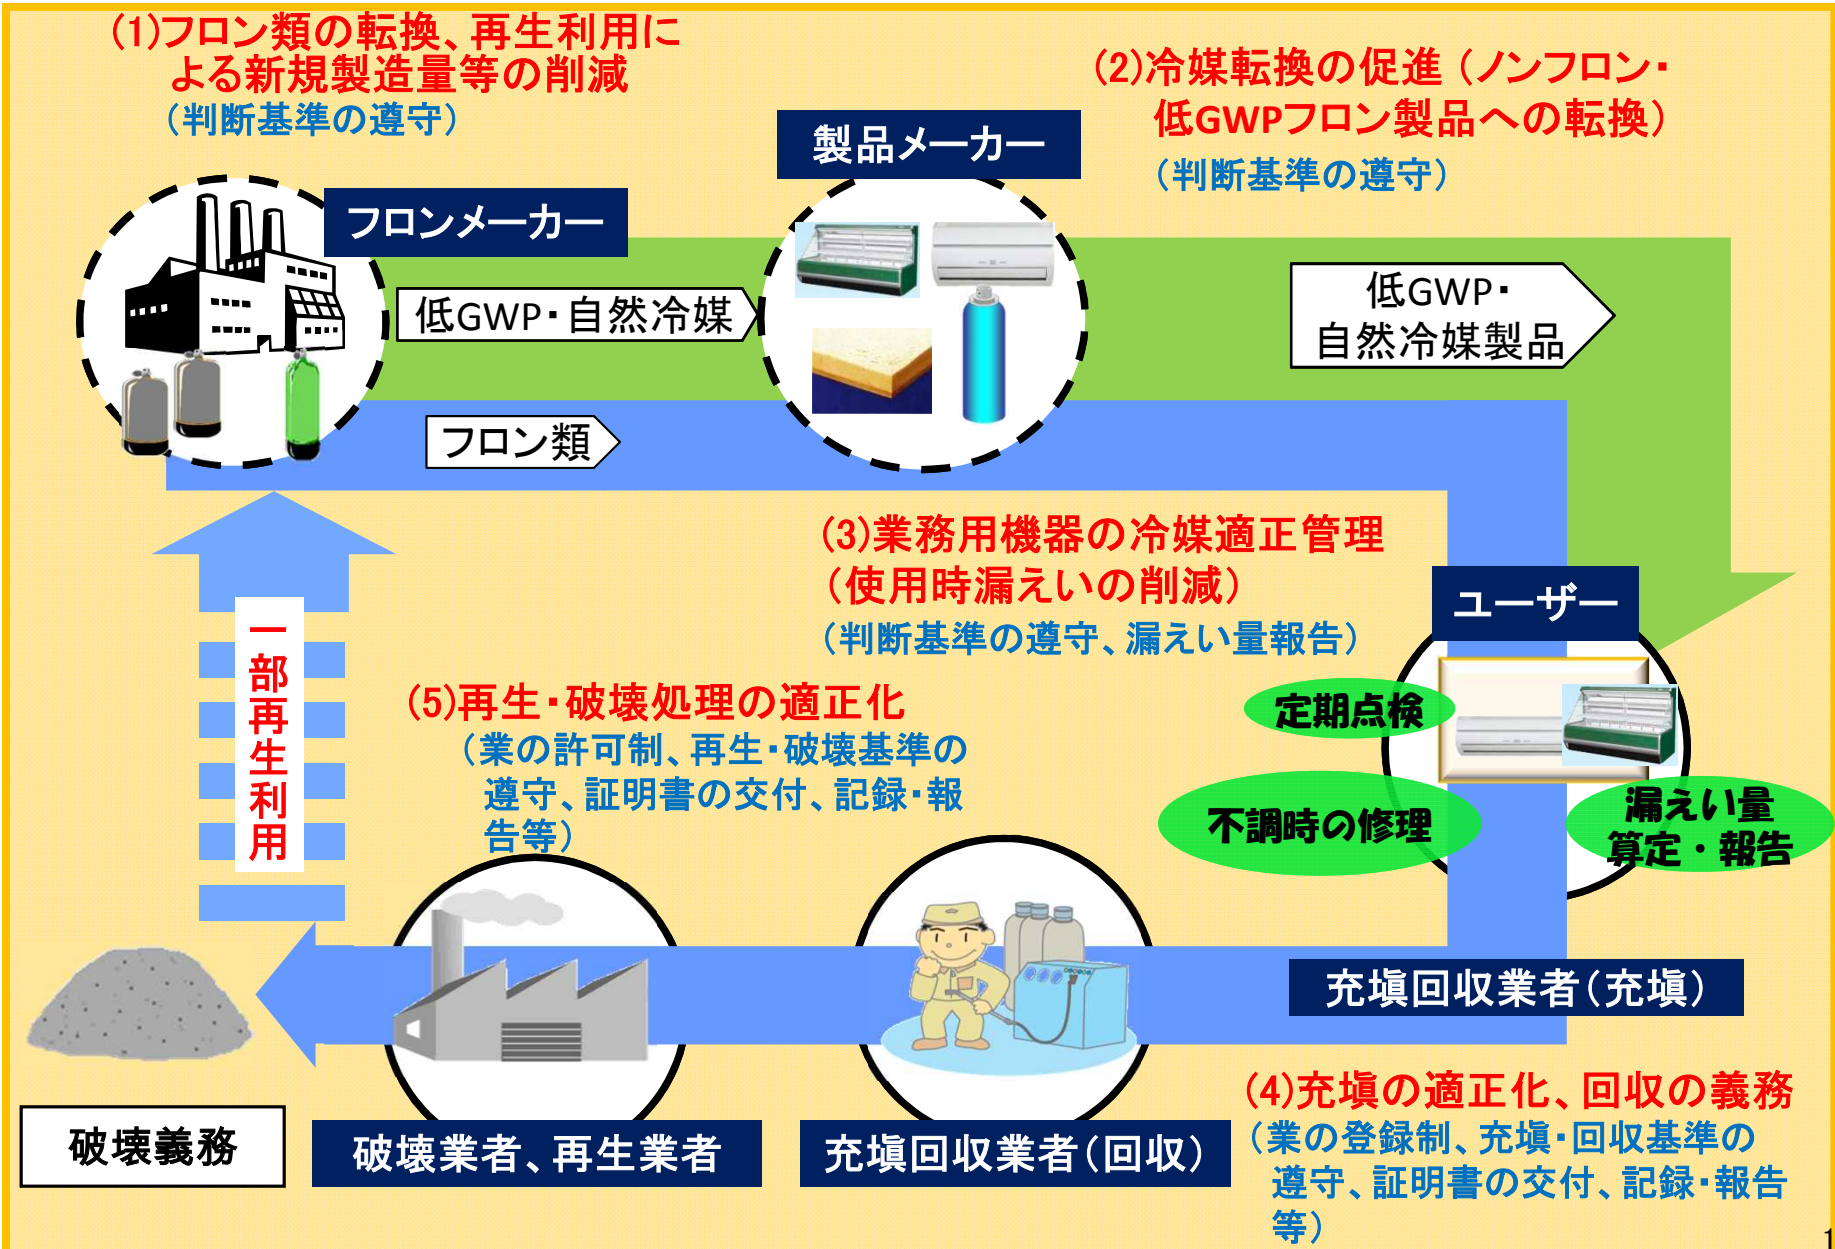 (1)フロン類の転換、再生利用に
よる新規製造量等の削減
（判断基準の遵守）
(2)冷媒転換の促進（ノンフロン・
低GWPフロン製品への転換）
（判断基準の遵守）
製品メーカー
フロンメーカー
低GWP・自然冷媒
低GWP・
自然冷媒製品
フロン類
(3)業務用機器の冷媒適正管理
（使用時漏えいの削減）
（判断基準の遵守、漏えい量報告）
ユーザー
定期点検
不調時の修理
漏えい量
算定・報告
一部再生利用
(5)再生・破壊処理の適正化
（業の許可制、再生・破壊基準の
遵守、証明書の交付、記録・報
告等）
充塡回収業者（充塡）
(4)充塡の適正化、回収の義務
（業の登録制、充塡・回収基準の
遵守、証明書の交付、記録・報告
等）
破壊義務
破壊業者、再生業者
充塡回収業者（回収）
1